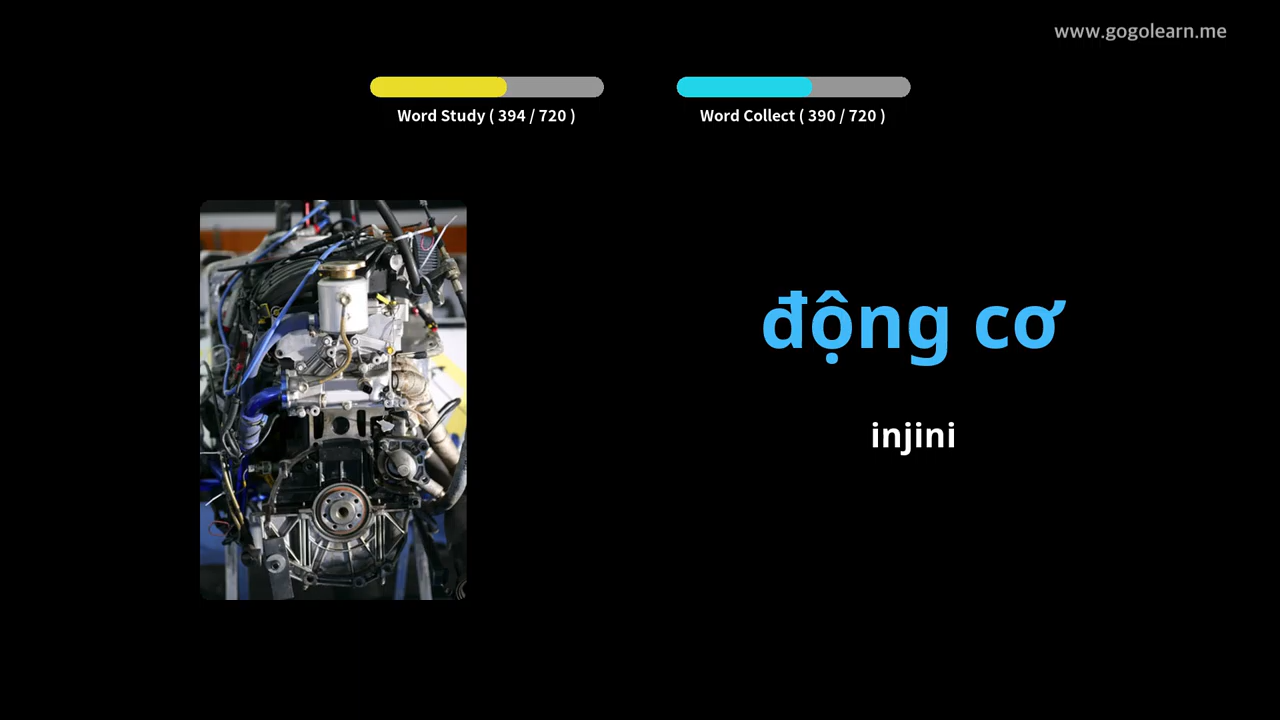 www.gogolearn.me
Word Study ( 394 / 720 )
Word Collect ( 390 / 720 )
động cơ
injini